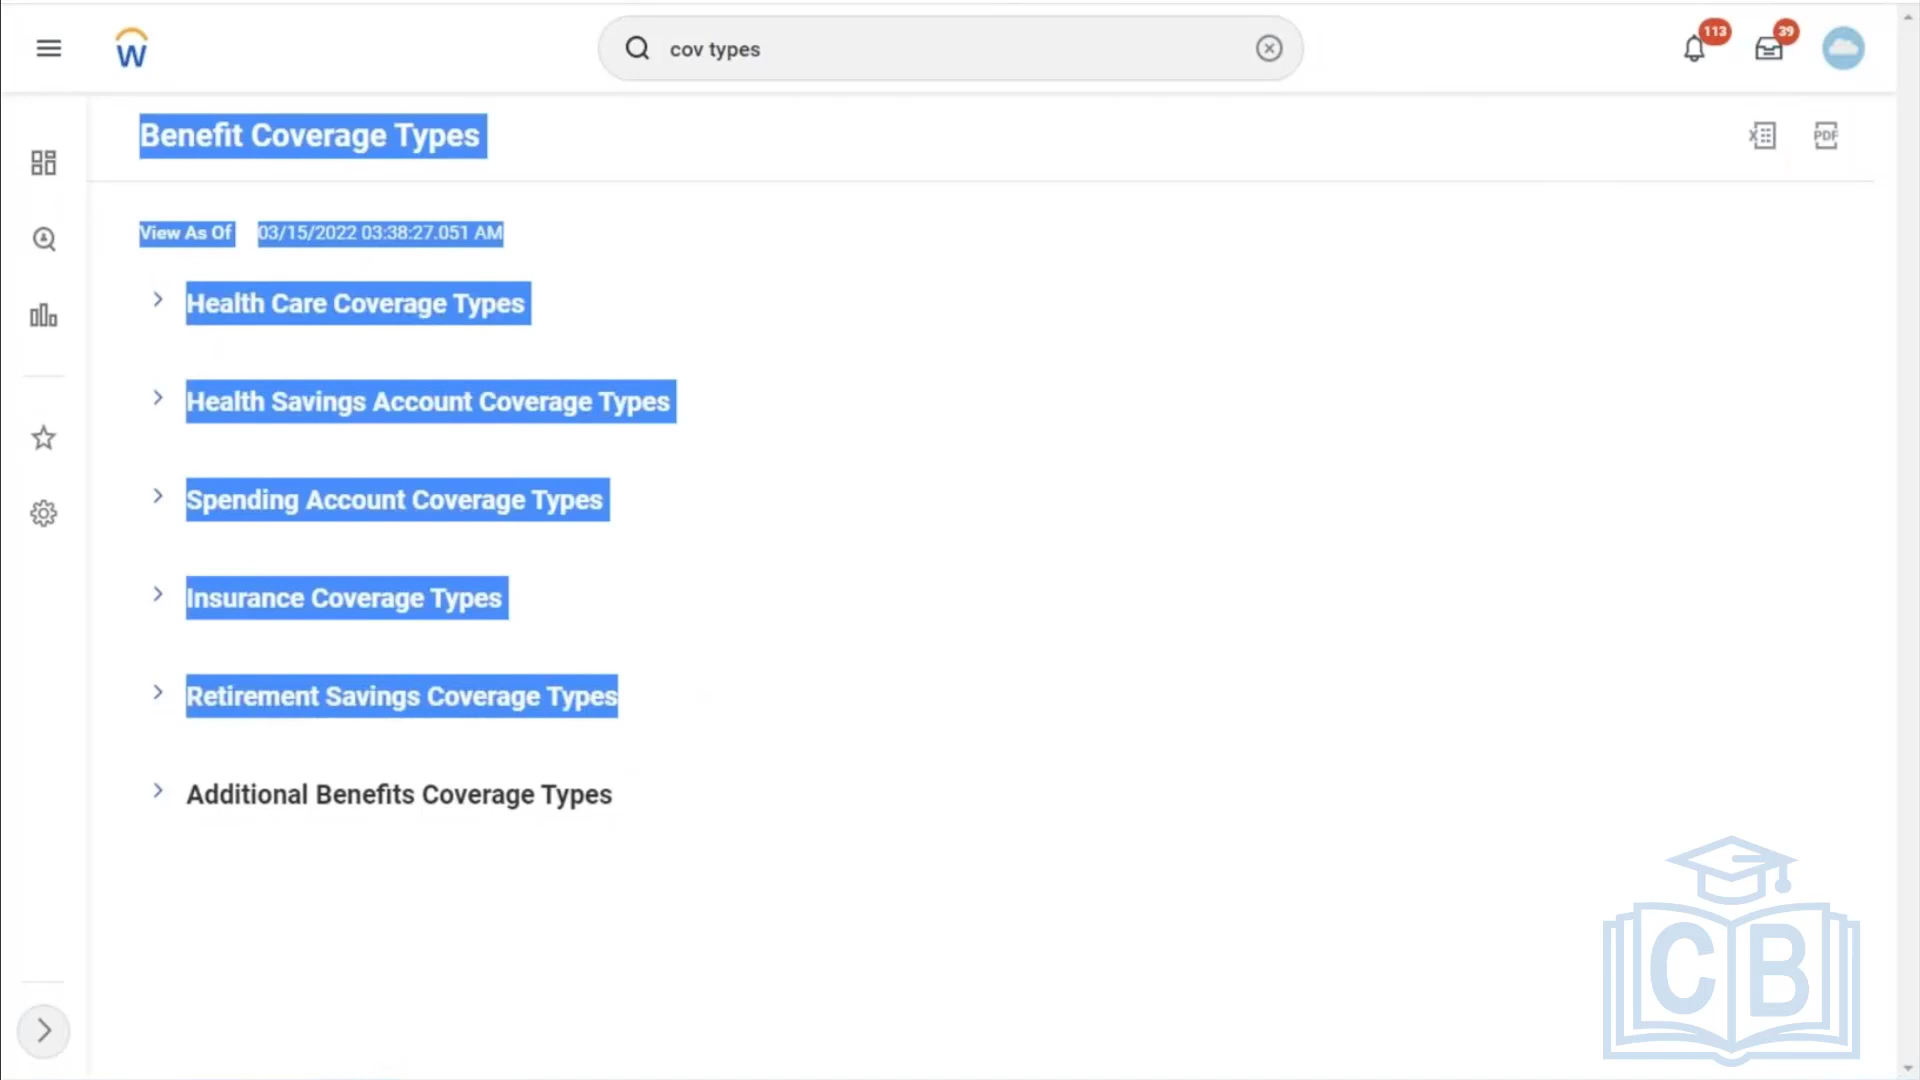 W
cov types
113
39
Benefit Coverage Types
X
PDF
View As Of 03/15/2022 03:38:27.051 AM
Health Care Coverage Types
Health Savings Account Coverage Types
Spending Account Coverage Types
Insurance Coverage Types
Retirement Savings Coverage Types
Additional Benefits Coverage Types
CB